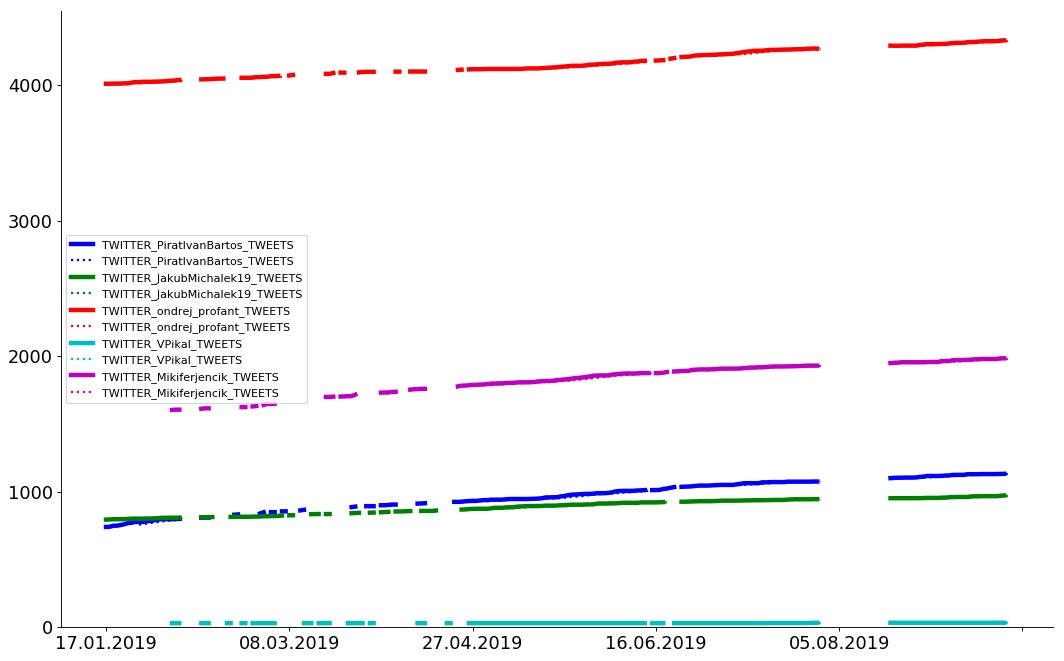 4000
3000
2000
1000
0
TWITTER_PiratIvanBartos_TWEETS
TWITTER_PiratIvanBartos_TWEETS
TWITTER_JakubMichalek19_TWEETS
TWITTER_JakubMichalek19_TWEETS
TWITTER_ondrej_profant_TWEETS
TWITTER_ondrej_profant_TWEETS
TWITTER_VPikal_TWEETS
TWITTER_VPikal_TWEETS
TWITTER_Mikiferjencik_TWEETS
TWITTER_Mikiferjencik_TWEETS
17.01.2019 08.03.2019 27.04.2019 16.06.2019 05.08.2019